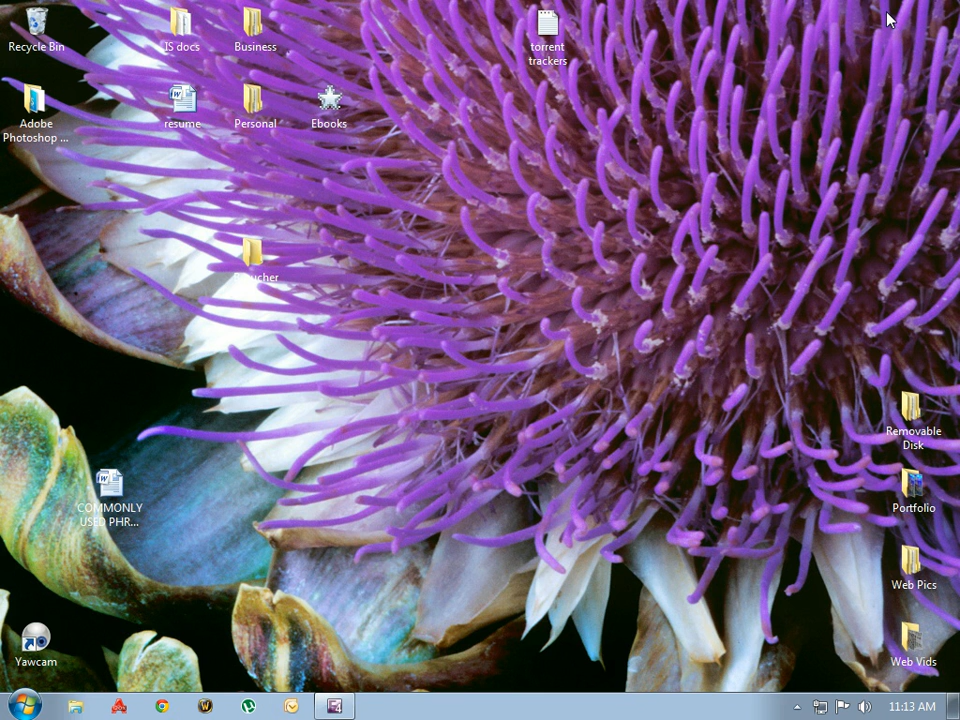 Recycle Bin
IS docs
Business
torrent
trackers
Adobe
Photoshop ...
resume
Personal
Ebooks
Removable
Disk
COMMONLY
USED PHR...
Portfolio
Web Pics
Yawcam
Web Vids
11:13 AM